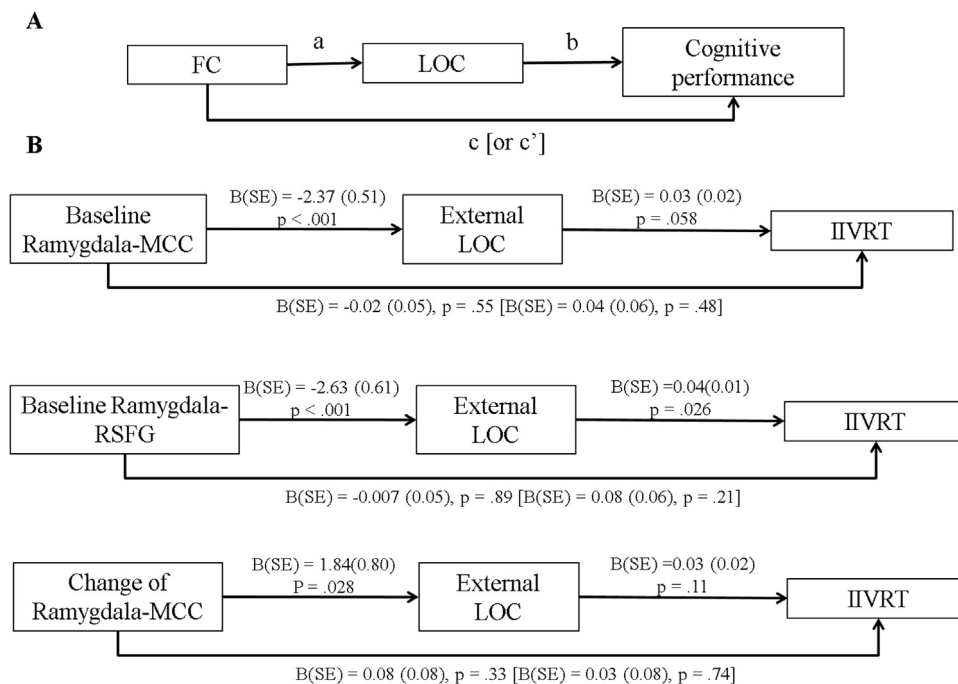 A
FC
a
LOC
b
Cognitive
performance
c [or c’]
B
Baseline
Ramygdala-MCC
B(SE) = -2.37 (0.51)
p < .001
External
LOC
B(SE) = 0.03 (0.02)
p = .058
IIVRT
B(SE) = -0.02 (0.05), p = .55 [B(SE) = 0.04 (0.06), p = .48]
Baseline Ramygdala-
RSFG
B(SE) = -2.63 (0.61)
p < .001
External
LOC
B(SE) =0.04(0.01)
p = .026
IIVRT
B(SE) = -0.007 (0.05), p = .89 [B(SE) = 0.08 (0.06), p = .21]
Change of
Ramygdala-MCC
B(SE) = 1.84(0.80)
P = .028
External
LOC
B(SE) =0.03 (0.02)
p = .11
IIVRT
B(SE) = 0.08 (0.08), p = .33 [B(SE) = 0.03 (0.08), p = .74]